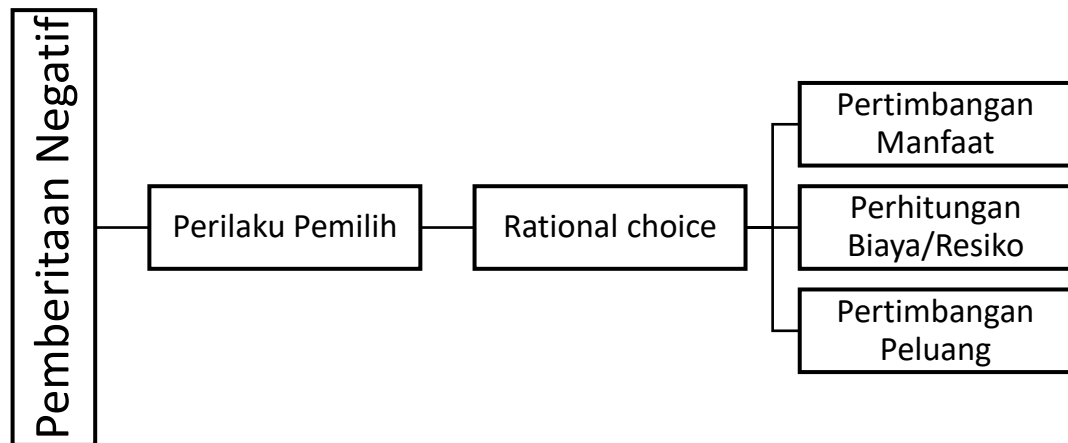 Pemberitaan Negatif
Perilaku Pemilih
Rational choice
Pertimbangan
Manfaat
Perhitungan
Biaya/Resiko
Pertimbangan
Peluang